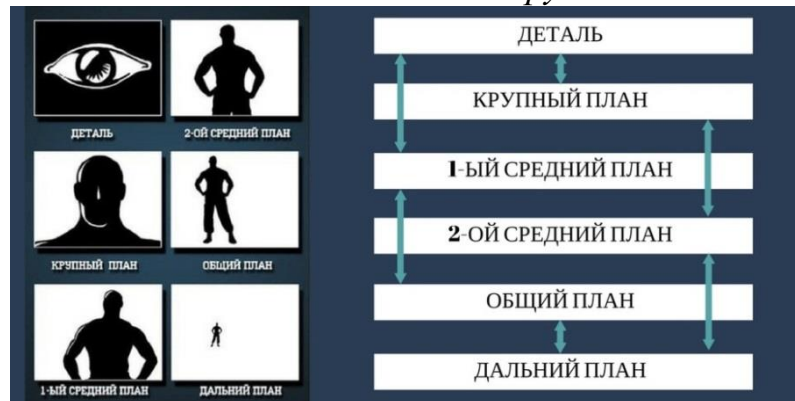 ДЕТАЛЬ
2-ОЙ СРЕДНИЙ ПЛАН
КРУПНЫЙ ПЛАН
ОБЩИЙ ПЛАН
1-ЫЙ СРЕДНИЙ ПЛАН
ДАЛЬНИЙ ПЛАН
ДЕТАЛЬ
КРУПНЫЙ ПЛАН
1-ЫЙ СРЕДНИЙ ПЛАН
2-ОЙ СРЕДНИЙ ПЛАН
ОБЩИЙ ПЛАН
ДАЛЬНИЙ ПЛАН